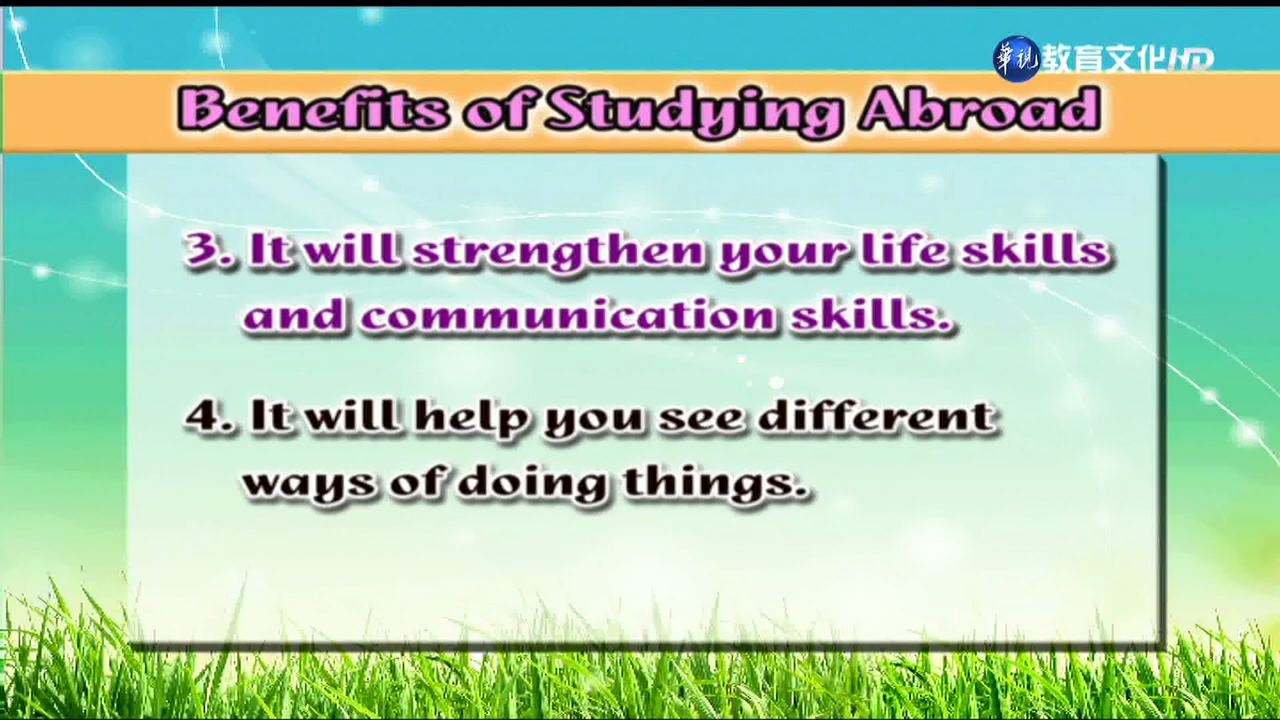 華視 教育文化HD
Benefits of Studying Abroad
3. It will strengthen your life skills
and communication skills.
4. It will help you see different
ways of doing things.